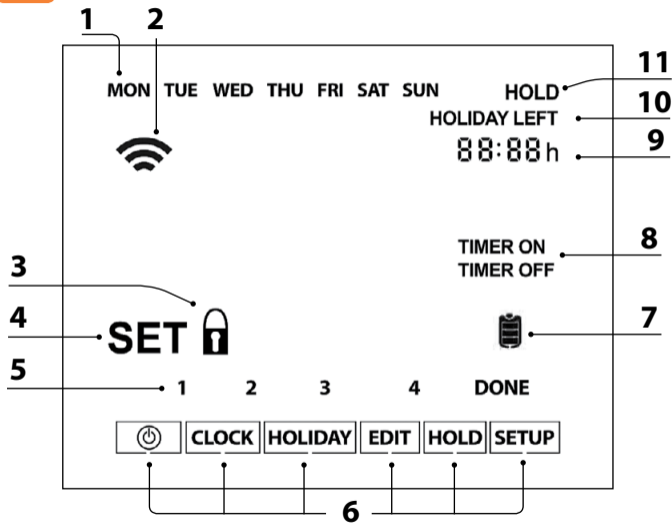 1 2
11
MON TUE WED THU FRI SAT SUN HOLD
HOLIDAY LEFT 10
88:88h 9
TIMER ON 8
TIMER OFF
3
4 SET 7
5 1 2 3 4 DONE
CLOCK HOLIDAY EDIT HOLD SETUP
6